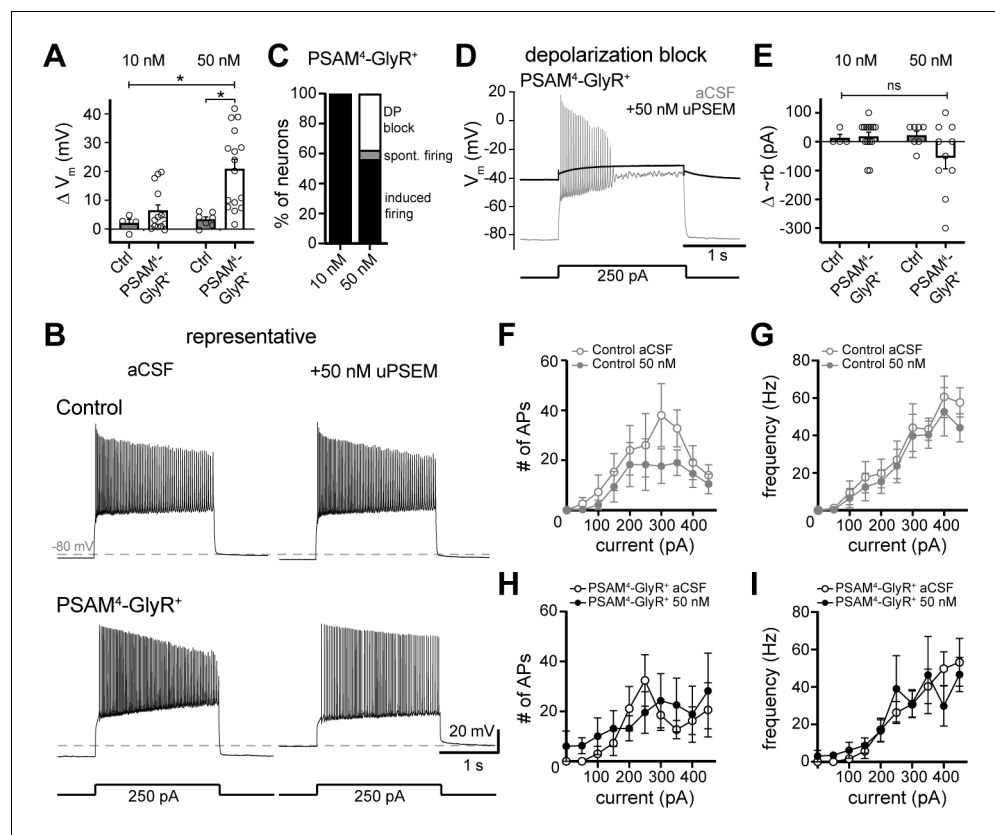 A
10 nM 50 nM
*
*
Δ Vm (mV)
40
20
0
Ctrl
PSAM4-GlyR+
Ctrl
PSAM4-GlyR+
C
PSAM4-GlyR+
% of neurons
100
80
60
40
20
0
DP block
spont. firing
induced firing
10 nM
50 nM
D
depolarization block
PSAM4-GlyR+
aCSF
+50 nM uPSEM
Vm (mV)
0
-40
-80
1 s
250 pA
E
10 nM 50 nM
ns
Δ ~rb (pA)
100
0
-100
-200
-300
Ctrl
PSAM4-GlyR+
Ctrl
PSAM4-GlyR+
B
representative
aCSF
+50 nM uPSEM
Control
-80 mV
PSAM4-GlyR+
20 mV
1 s
250 pA
250 pA
F
Control aCSF
Control 50 nM
# of APs
60
40
20
0 100 200 300 400
current (pA)
G
Control aCSF
Control 50 nM
frequency (Hz)
80
60
40
20
0
0 100 200 300 400
current (pA)
H
PSAM4-GlyR+ aCSF
PSAM4-GlyR+ 50 nM
# of APs
60
40
20
0
0 100 200 300 400
current (pA)
I
PSAM4-GlyR+ aCSF
PSAM4-GlyR+ 50 nM
frequency (Hz)
80
60
40
20
0
0 100 200 300 400
current (pA)